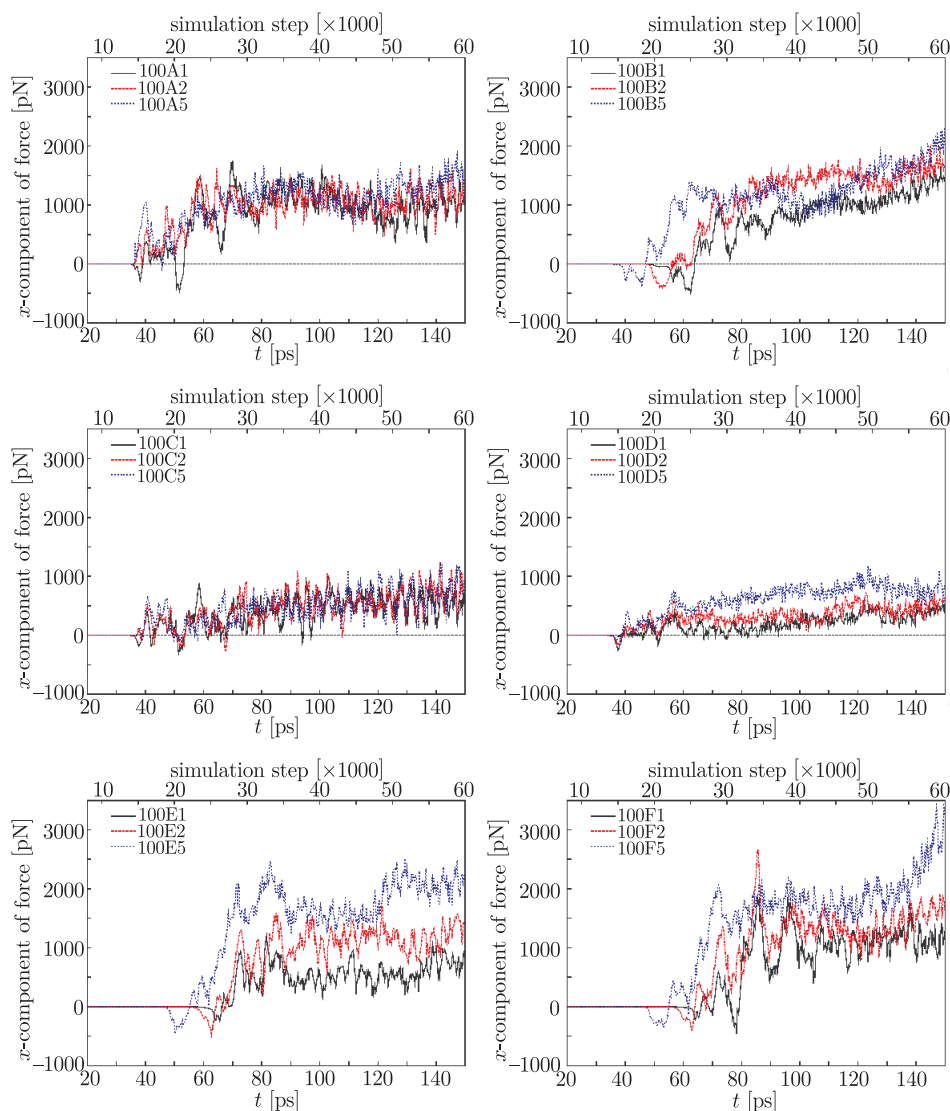 simulation step [×1000]
10 20 30 40 50 60
3000
2000
1000
0
−1000
x-component of force [pN]
100A1
100A2
100A5
20 40 60 80 100 120 140
t [ps]
simulation step [×1000]
10 20 30 40 50 60
3000
2000
1000
0
−1000
x-component of force [pN]
100B1
100B2
100B5
20 40 60 80 100 120 140
t [ps]
simulation step [×1000]
10 20 30 40 50 60
3000
2000
1000
0
−1000
x-component of force [pN]
100C1
100C2
100C5
20 40 60 80 100 120 140
t [ps]
simulation step [×1000]
10 20 30 40 50 60
3000
2000
1000
0
−1000
x-component of force [pN]
100D1
100D2
100D5
20 40 60 80 100 120 140
t [ps]
simulation step [×1000]
10 20 30 40 50 60
3000
2000
1000
0
−1000
x-component of force [pN]
100E1
100E2
100E5
20 40 60 80 100 120 140
t [ps]
simulation step [×1000]
10 20 30 40 50 60
3000
2000
1000
0
−1000
x-component of force [pN]
100F1
100F2
100F5
20 40 60 80 100 120 140
t [ps]